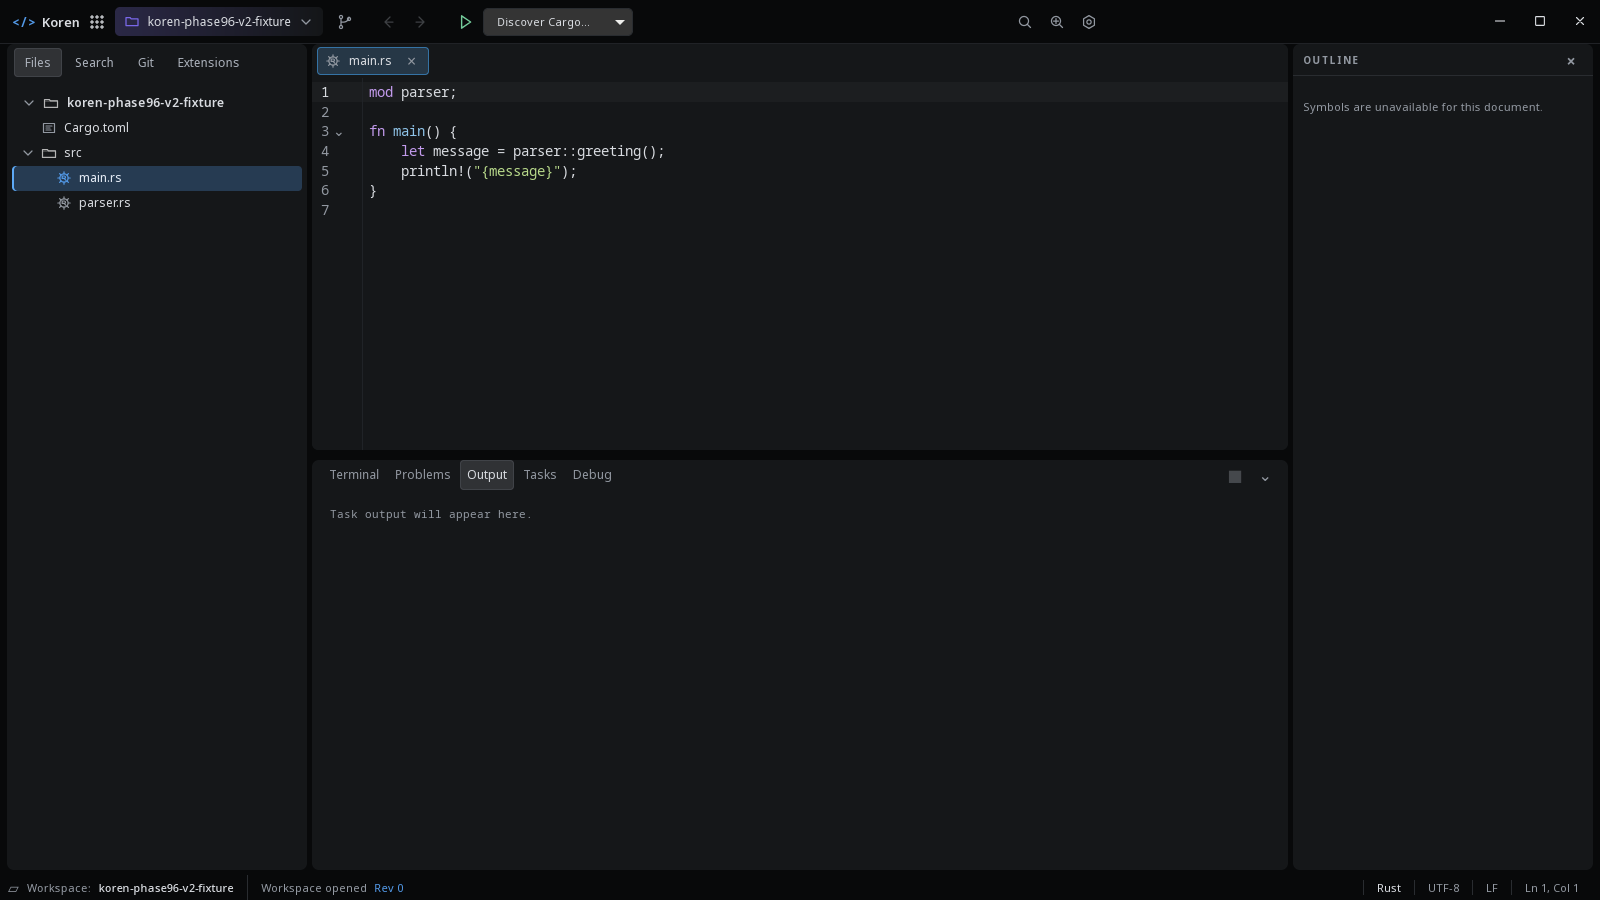 </> Koren koren-phase96-v2-fixture Discover Cargo...
Files Search Git Extensions
koren-phase96-v2-fixture
Cargo.toml
src
main.rs
parser.rs
main.rs ×
1 mod parser;
2
3 fn main() {
4     let message = parser::greeting();
5     println!("{message}");
6 }
7
Terminal Problems Output Tasks Debug
Task output will appear here.
OUTLINE ×
Symbols are unavailable for this document.
Workspace: koren-phase96-v2-fixture Workspace opened Rev 0 Rust UTF-8 LF Ln 1, Col 1